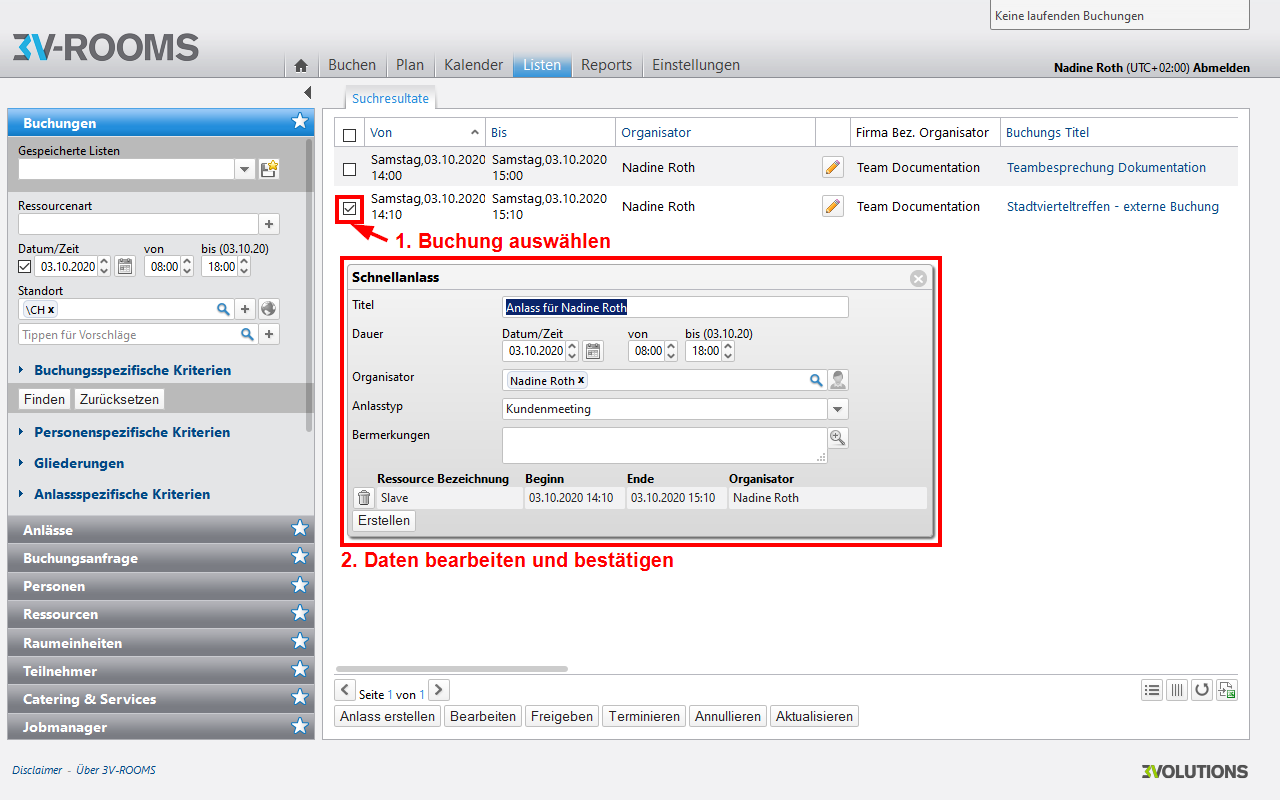 Keine laufenden Buchungen
3V-ROOMS
Buchen Plan Kalender Listen Reports Einstellungen
Nadine Roth (UTC+02:00) Abmelden
Suchresultate
Buchungen
Gespeicherte Listen
Ressourcenart
Datum/Zeit von bis (03.10.20)
03.10.2020 08:00 18:00
Standort
\CH x
Tippen für Vorschläge
Buchungsspezifische Kriterien
Finden Zurücksetzen
Personenspezifische Kriterien
Gliederungen
Anlassspezifische Kriterien
Anlässe
Buchungsanfrage
Personen
Ressourcen
Raumeinheiten
Teilnehmer
Catering & Services
Jobmanager
Von Bis Organisator Firma Bez. Organisator Buchungs Titel
Samstag,03.10.2020 14:00 Samstag,03.10.2020 15:00 Nadine Roth Team Documentation Teambesprechung Dokumentation
Samstag,03.10.2020 14:10 Samstag,03.10.2020 15:10 Nadine Roth Team Documentation Stadtvierteltreffen - externe Buchung
1. Buchung auswählen
Schnellanlass
Titel Anlass für Nadine Roth
Dauer Datum/Zeit von bis (03.10.20)
03.10.2020 08:00 18:00
Organisator Nadine Roth x
Anlasstyp Kundenmeeting
Bermerkungen
Ressource Bezeichnung Beginn Ende Organisator
Slave 03.10.2020 14:10 03.10.2020 15:10 Nadine Roth
Erstellen
2. Daten bearbeiten und bestätigen
Seite 1 von 1
Anlass erstellen Bearbeiten Freigeben Terminieren Annullieren Aktualisieren
Disclaimer - Über 3V-ROOMS
3VOLUTIONS